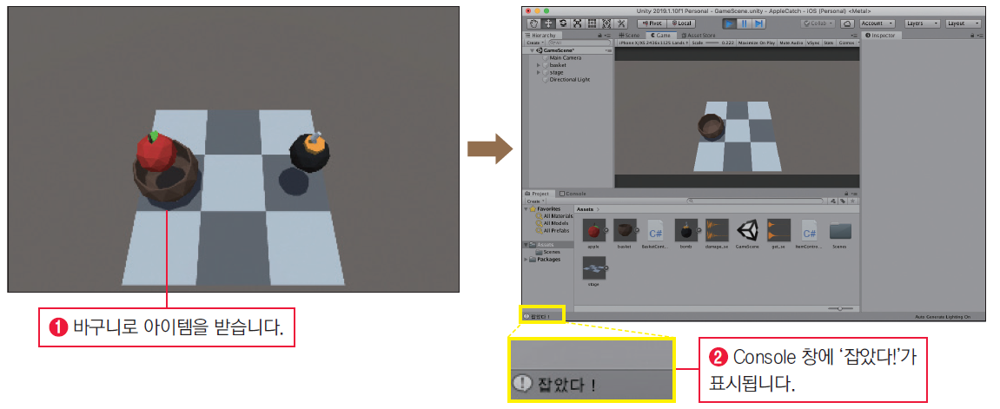 Unity 2019.1.10f1 Personal - GameScene.unity - AppleCatch - iOS (Personal) <Metal>
Pivot Local Collab Account Layers Layout
Hierarchy Scene Game Asset Store Inspector
Create All iPhone X/XS 2436x1125 Lands Scale 0.222 Maximize On Play Mute Audio VSync Stats Gizmos
GameScene*
Main Camera
basket
stage
Directional Light
Project Console
Create
Favorites Assets
All Materials
All Models
All Prefabs
Assets
Scenes
Packages
C# C#
apple basket BasketCont... bomb damage_se GameScene get_se ItemContro... Scenes
stage
잡았다 ! Auto Generate Lighting On
1 바구니로 아이템을 받습니다.
잡았다 !
2 Console 창에 ‘잡았다!’가
표시됩니다.